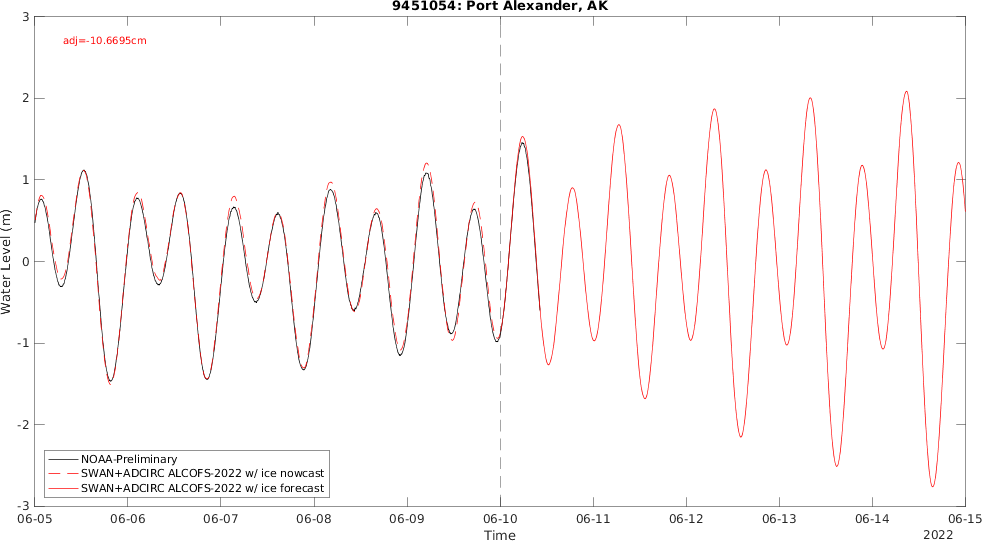 9451054: Port Alexander, AK
adj=-10.6695cm
Water Level (m)
3
2
1
0
-1
-2
-3
NOAA-Preliminary
SWAN+ADCIRC ALCOFS-2022 w/ ice nowcast
SWAN+ADCIRC ALCOFS-2022 w/ ice forecast
06-05 06-06 06-07 06-08 06-09 06-10 06-11 06-12 06-13 06-14 06-15
Time
2022